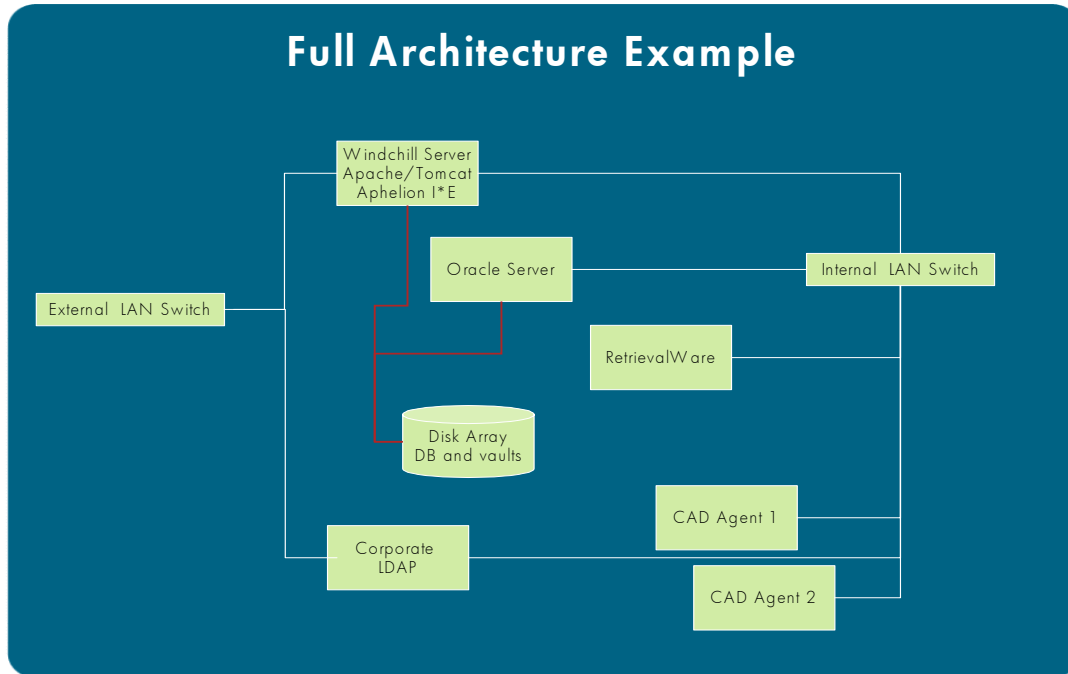 Full Architecture Example
Windchill Server
Apache/Tomcat
Aphelion I*E
Oracle Server
Internal LAN Switch
External LAN Switch
RetrievalWare
Disk Array
DB and vaults
CAD Agent 1
Corporate
LDAP
CAD Agent 2